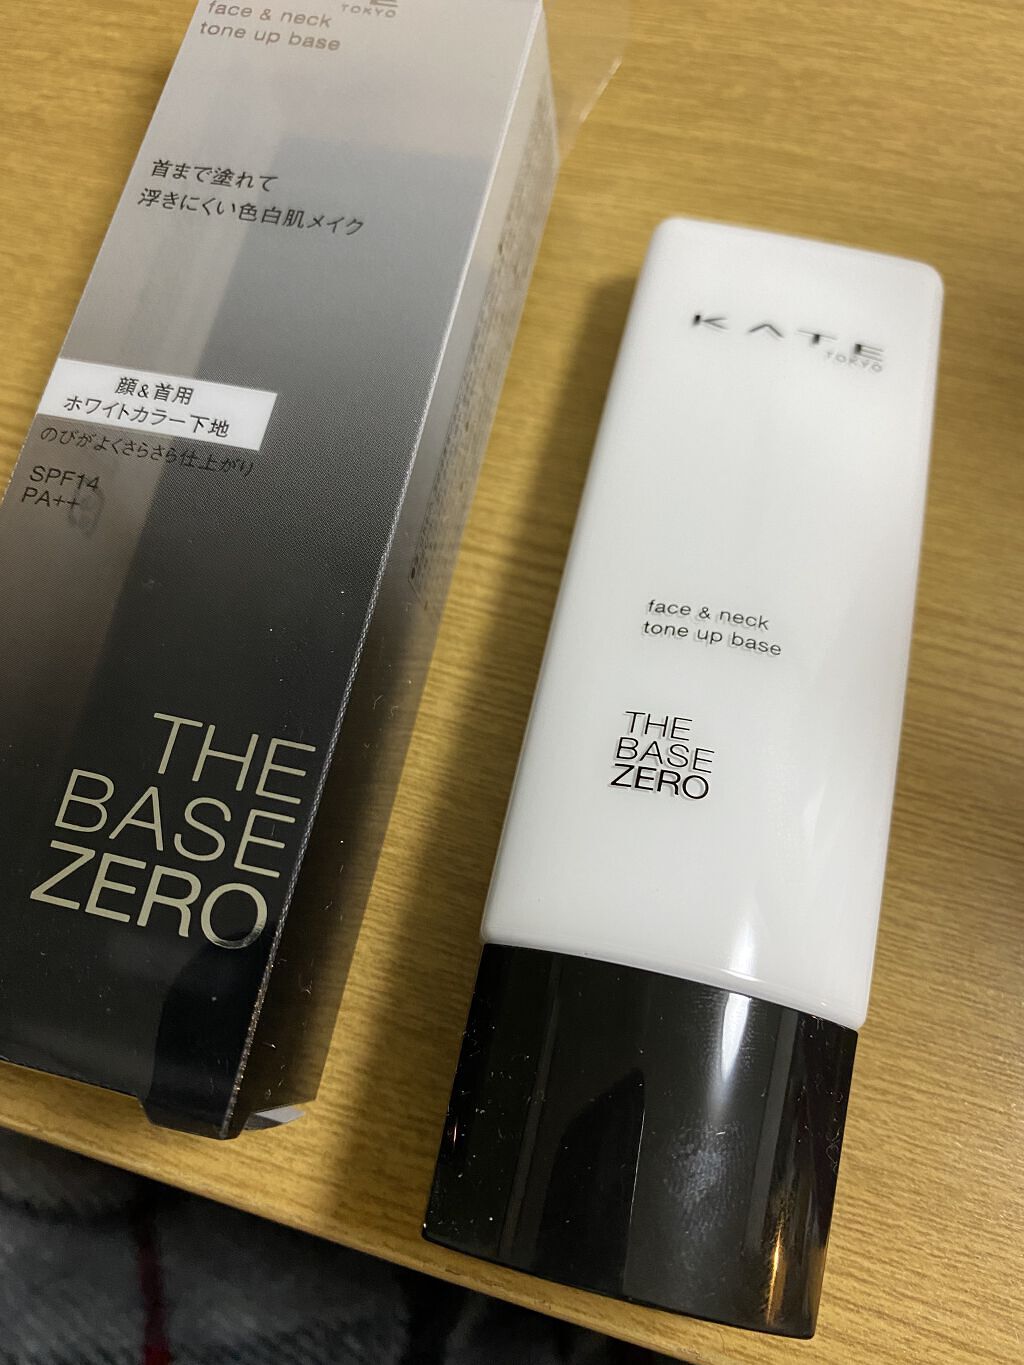 TOKYO
face & neck
tone up base
首まで塗れて
浮きにくい色白肌メイク
顔&首用
ホワイトカラー下地
のびがよくさらさら仕上がり
SPF14
PA++
THE
BASE
ZERO
KATE
TOKYO
face & neck
tone up base
THE
BASE
ZERO